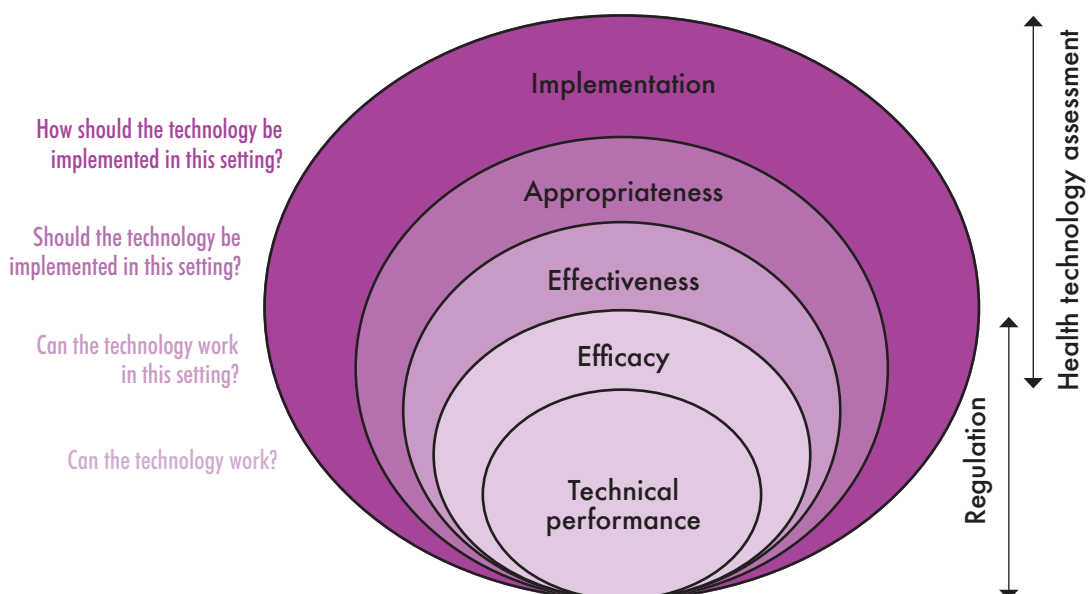 Implementation
How should the technology be
implemented in this setting?
Appropriateness
Should the technology be
implemented in this setting?
Effectiveness
Can the technology work
in this setting?
Efficacy
Can the technology work?
Technical
performance
Health technology assessment
Regulation